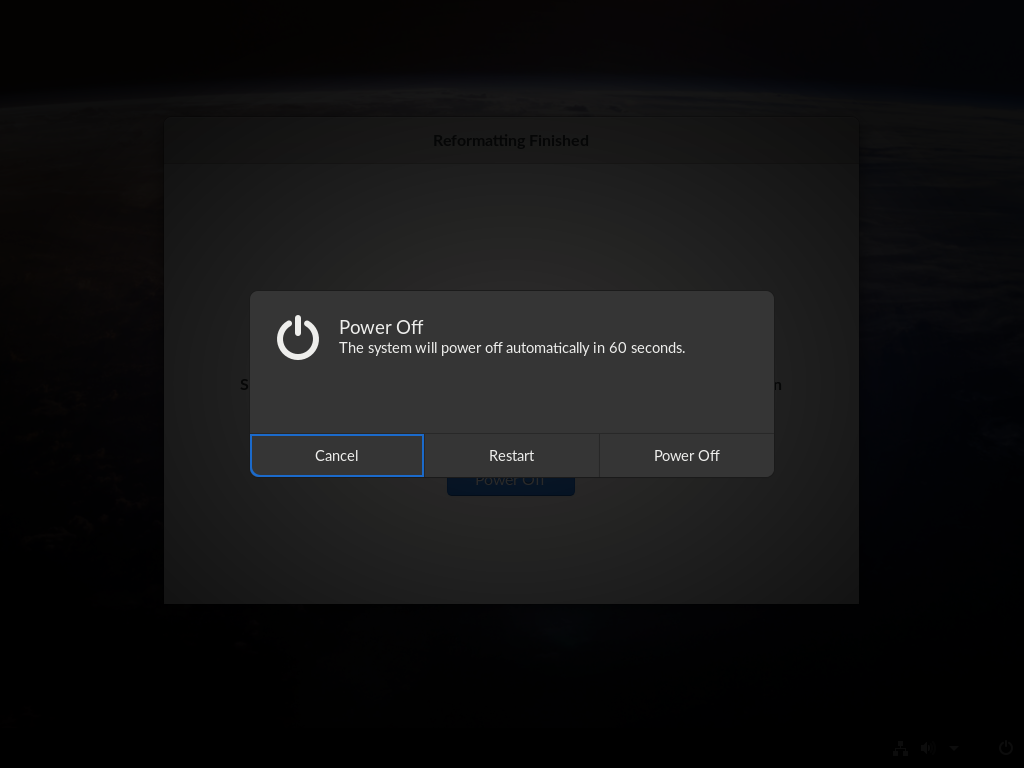 Reformatting Finished
Power Off
The system will power off automatically in 60 seconds.
Cancel
Restart
Power Off
Power Off